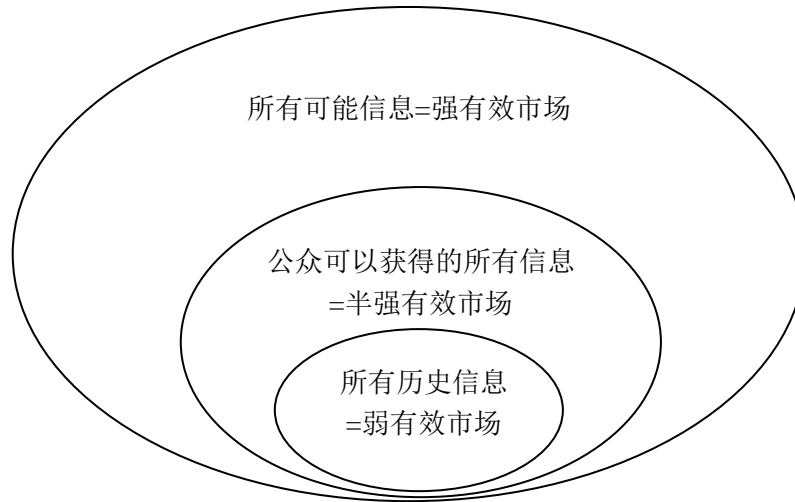 所有可能信息=强有效市场
公众可以获得的所有信息
=半强有效市场
所有历史信息
=弱有效市场